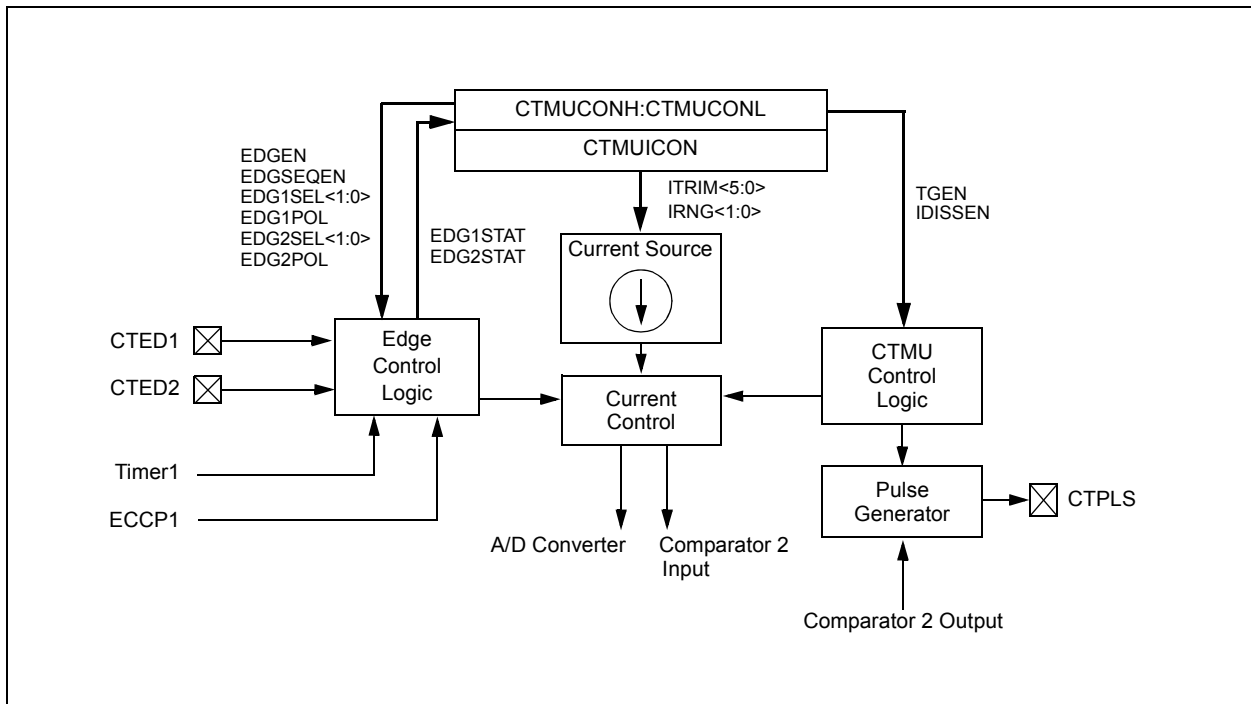 CTMUCONH:CTMUCONL
CTMUICON
EDGEN
EDGSEQEN
EDG1SEL<1:0>
EDG1POL
EDG2SEL<1:0>
EDG2POL
EDG1STAT
EDG2STAT
ITRIM<5:0>
IRNG<1:0>
TGEN
IDISSEN
Current Source
CTED1
CTED2
Edge
Control
Logic
Current
Control
CTMU
Control
Logic
Timer1
ECCP1
Pulse
Generator
CTPLS
A/D Converter
Comparator 2
Input
Comparator 2 Output